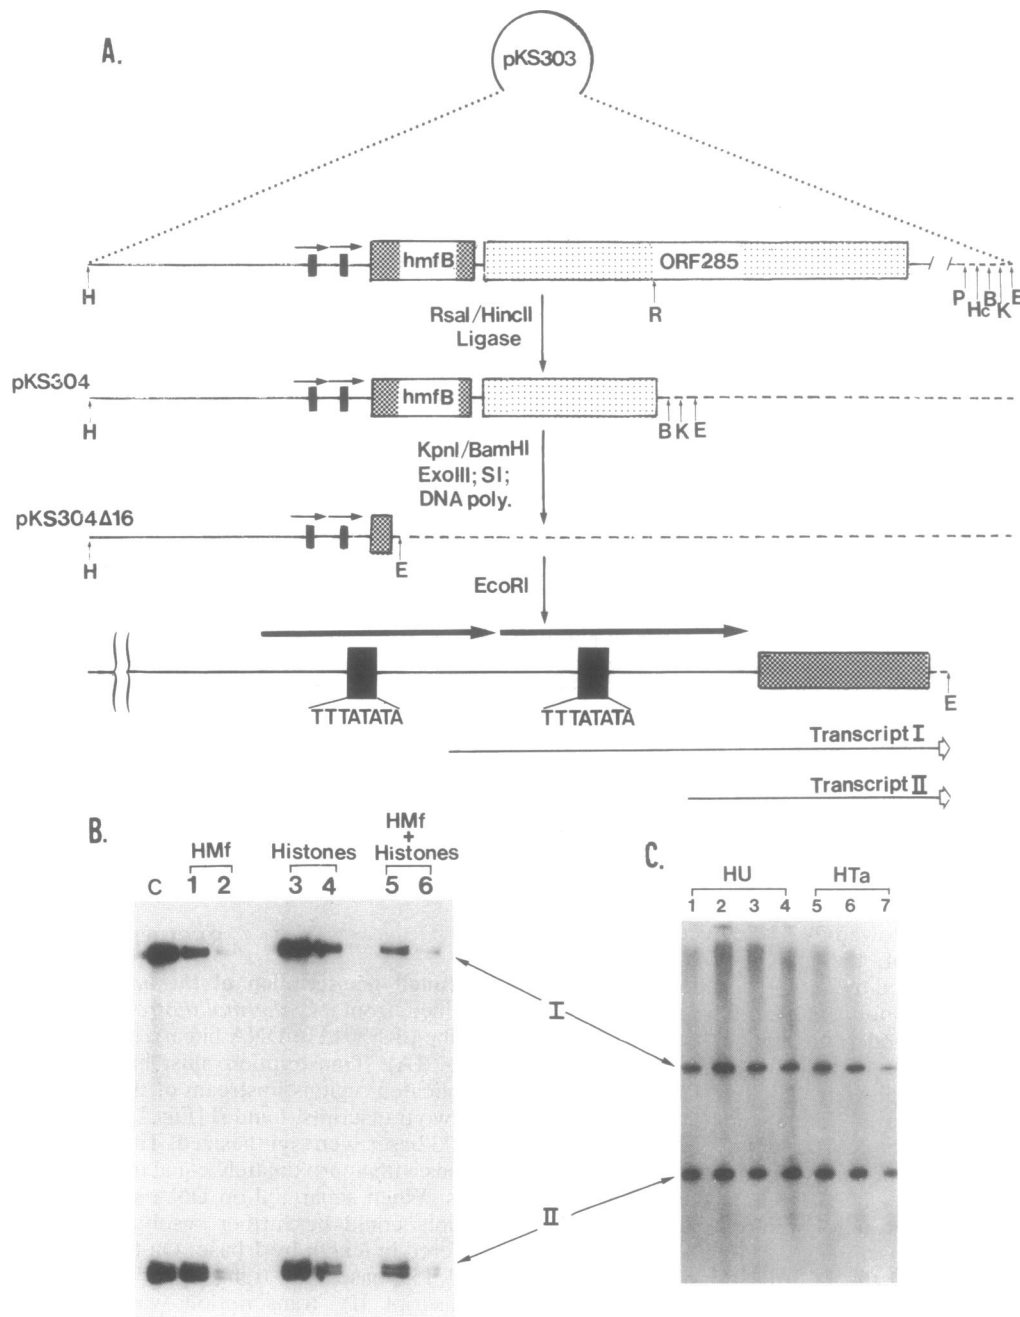 A.
pKS303
hmfB
ORF285
H
R
P
Hc
B
K
E
RsaI/HincII
Ligase
pKS304
hmfB
H
B K E
KpnI/BamHI
ExoIII; SI;
DNA poly.
pKS304Δ16
H
E
EcoRI
TTTATATA
TTTATATA
E
Transcript I
Transcript II
B.
HMf
Histones
HMf
+
Histones
C 1 2 3 4 5 6
C.
HU
HTa
1 2 3 4 5 6 7
I
II